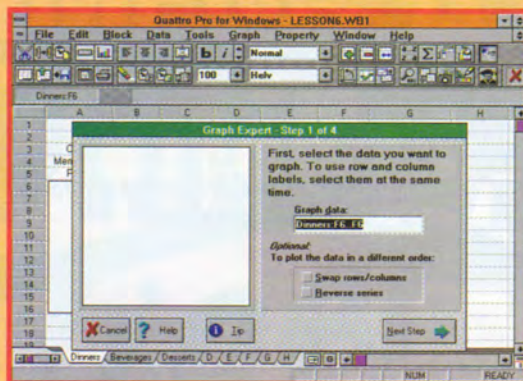 Quattro Pro for Windows - LESSON6.WB1
File Edit Block Data Tools Graph Property Window Help
b i Normal
100 Helv
Dinners:F6
A B C D E F G H
Graph Expert - Step 1 of 4
First, select the data you want to
graph. To use row and column
labels, select them at the same
time.
Graph data:
Dinners:F6..F6
Optional:
To plot the data in a different order:
Swap rows/columns
Reverse series
Cancel ? Help i Tip Next Step
1
2
3
4
5
6
7
8
9
10
11
12
13
14
15
16
17
18
Dinners Beverages Desserts D E F G H
NUM READY